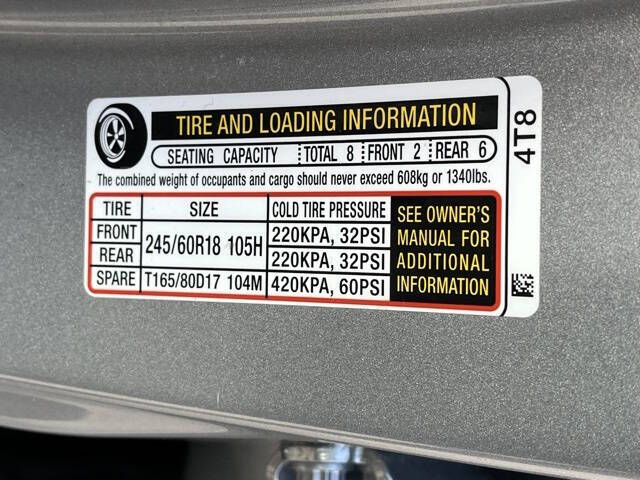 TIRE AND LOADING INFORMATION
SEATING CAPACITY TOTAL 8 FRONT 2 REAR 6
The combined weight of occupants and cargo should never exceed 608kg or 1340lbs.
TIRE SIZE COLD TIRE PRESSURE
FRONT 245/60R18 105H 220KPA, 32PSI
REAR 220KPA, 32PSI
SPARE T165/80D17 104M 420KPA, 60PSI
SEE OWNER'S
MANUAL FOR
ADDITIONAL
INFORMATION
4T8